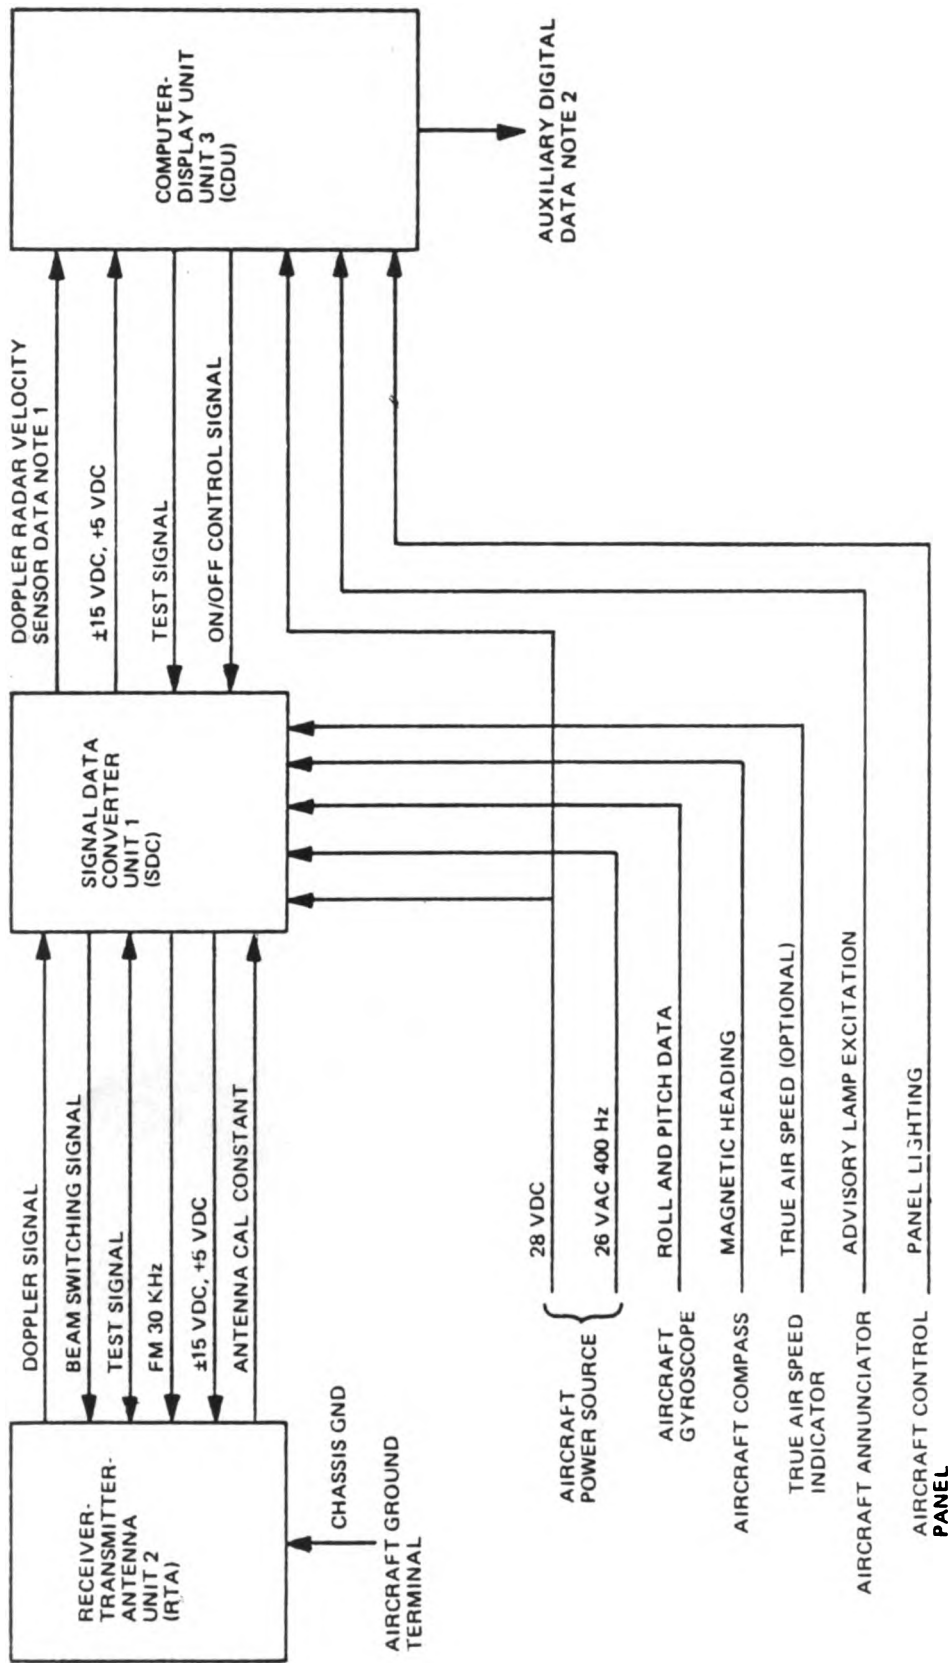 RECEIVER-
TRANSMITTER-
ANTENNA
UNIT 2
(RTA)
CHASSIS GND
AIRCRAFT GROUND
TERMINAL
DOPPLER SIGNAL
BEAM SWITCHING SIGNAL
TEST SIGNAL
FM 30 KHz
±15 VDC, +5 VDC
ANTENNA CAL CONSTANT
SIGNAL DATA
CONVERTER
UNIT 1
(SDC)
DOPPLER RADAR VELOCITY
SENSOR DATA NOTE 1
±15 VDC, +5 VDC
TEST SIGNAL
ON/OFF CONTROL SIGNAL
COMPUTER-
DISPLAY UNIT
UNIT 3
(CDU)
AUXILIARY DIGITAL
DATA NOTE 2
AIRCRAFT
POWER SOURCE
28 VDC
26 VAC 400 Hz
AIRCRAFT
GYROSCOPE
ROLL AND PITCH DATA
AIRCRAFT COMPASS
MAGNETIC HEADING
TRUE AIR SPEED
INDICATOR
TRUE AIR SPEED (OPTIONAL)
AIRCRAFT ANNUNCIATOR
ADVISORY LAMP EXCITATION
AIRCRAFT CONTROL
PANEL
PANEL LIGHTING